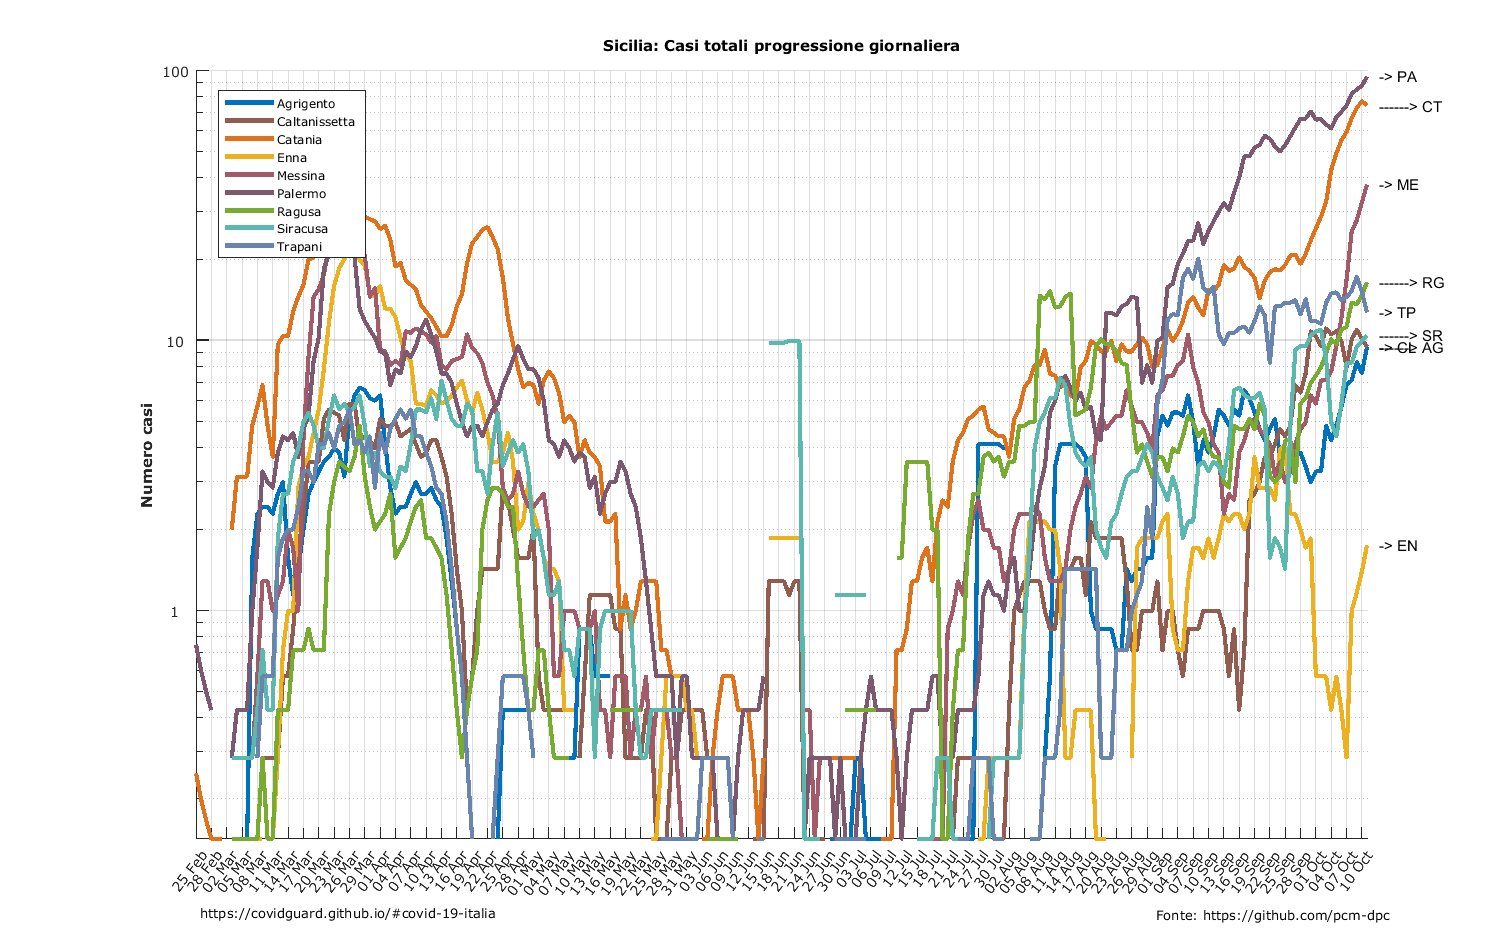 Sicilia: Casi totali progressione giornaliera
Numero casi
100
10
1
Agrigento
Caltanissetta
Catania
Enna
Messina
Palermo
Ragusa
Siracusa
Trapani
-> PA
------> CT
-> ME
------> RG
-> TP
------> SR
-> CL
------> AG
-> EN
25 Feb
28 Feb
02 Mar
05 Mar
08 Mar
11 Mar
14 Mar
17 Mar
20 Mar
23 Mar
26 Mar
29 Mar
01 Apr
04 Apr
07 Apr
10 Apr
13 Apr
16 Apr
19 Apr
22 Apr
25 Apr
28 Apr
01 May
04 May
07 May
10 May
13 May
16 May
19 May
22 May
25 May
28 May
31 May
03 Jun
06 Jun
09 Jun
12 Jun
15 Jun
18 Jun
21 Jun
24 Jun
27 Jun
30 Jun
03 Jul
06 Jul
09 Jul
12 Jul
15 Jul
18 Jul
21 Jul
24 Jul
27 Jul
30 Jul
02 Aug
05 Aug
08 Aug
11 Aug
14 Aug
17 Aug
20 Aug
23 Aug
26 Aug
29 Aug
01 Sep
04 Sep
07 Sep
10 Sep
13 Sep
16 Sep
19 Sep
22 Sep
25 Sep
28 Sep
01 Oct
04 Oct
07 Oct
10 Oct
https://covidguard.github.io/#covid-19-italia
Fonte: https://github.com/pcm-dpc